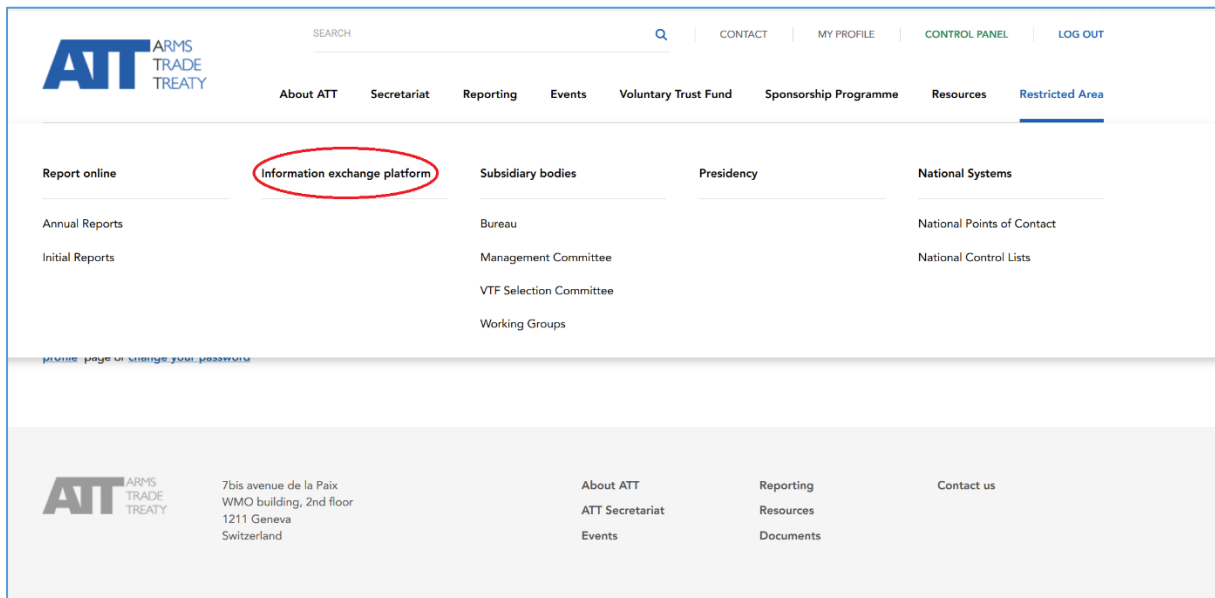 ATT ARMS
TRADE
TREATY
SEARCH
CONTACT
MY PROFILE
CONTROL PANEL
LOG OUT
About ATT
Secretariat
Reporting
Events
Voluntary Trust Fund
Sponsorship Programme
Resources
Restricted Area
Report online
Annual Reports
Initial Reports
Information exchange platform
Subsidiary bodies
Bureau
Management Committee
VTF Selection Committee
Working Groups
Presidency
National Systems
National Points of Contact
National Control Lists
profile page or change your password
ATT ARMS
TRADE
TREATY
7bis avenue de la Paix
WMO building, 2nd floor
1211 Geneva
Switzerland
About ATT
ATT Secretariat
Events
Reporting
Resources
Documents
Contact us